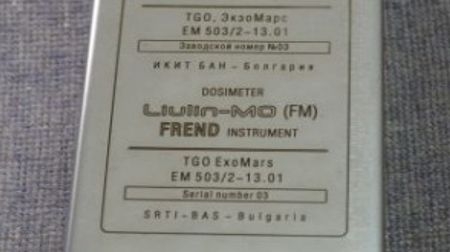 TGO, ЭкзоМарс
EM 503/2-13.01
Заводской номер №03
ИКИТ БАН – Болгария
DOSIMETER
Liulin-MO (FM)
FREND INSTRUMENT
TGO ExoMars
EM 503/2-13.01
Serial number 03
SRTI-BAS-Bulgaria